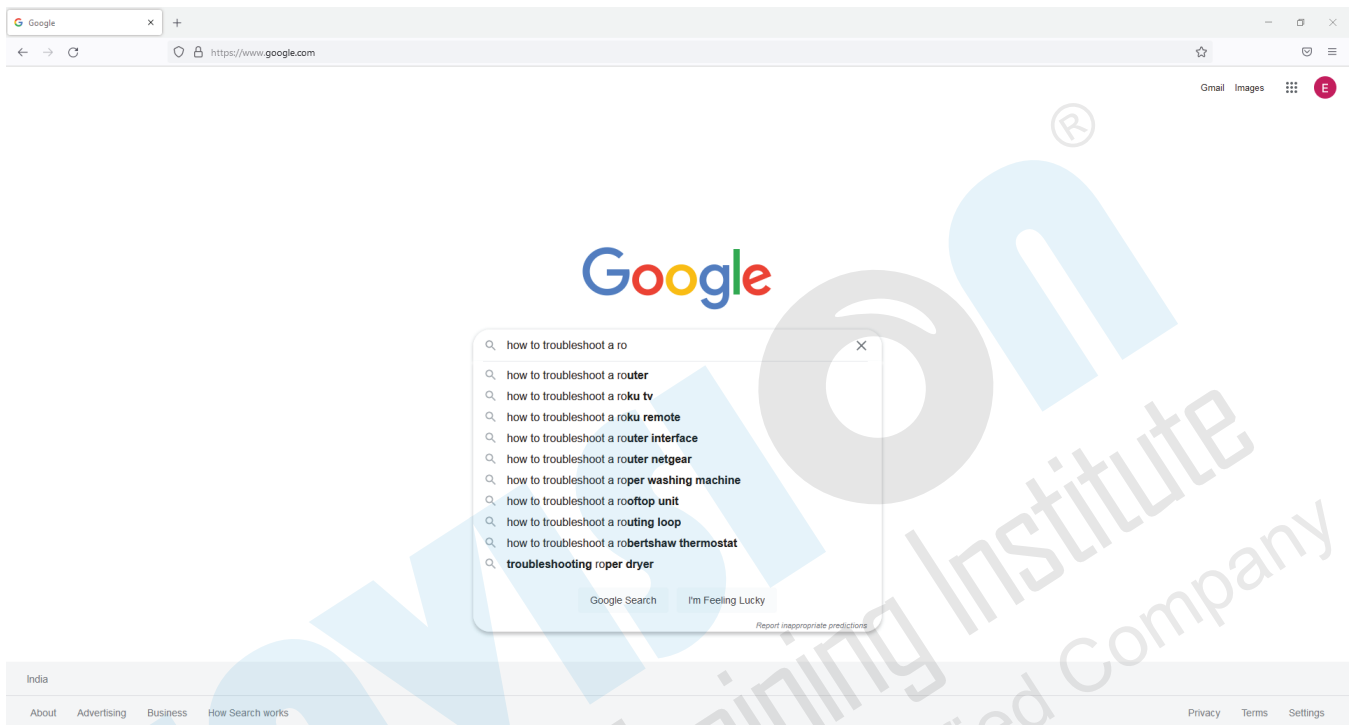 Google
https://www.google.com
Gmail Images E
®
Google
how to troubleshoot a ro
how to troubleshoot a router
how to troubleshoot a roku tv
how to troubleshoot a roku remote
how to troubleshoot a router interface
how to troubleshoot a router netgear
how to troubleshoot a roper washing machine
how to troubleshoot a rooftop unit
how to troubleshoot a routing loop
how to troubleshoot a robertshaw thermostat
troubleshooting roper dryer
Google Search I'm Feeling Lucky
Report inappropriate predictions
Institute
Company
India
About Advertising Business How Search works
Privacy Terms Settings